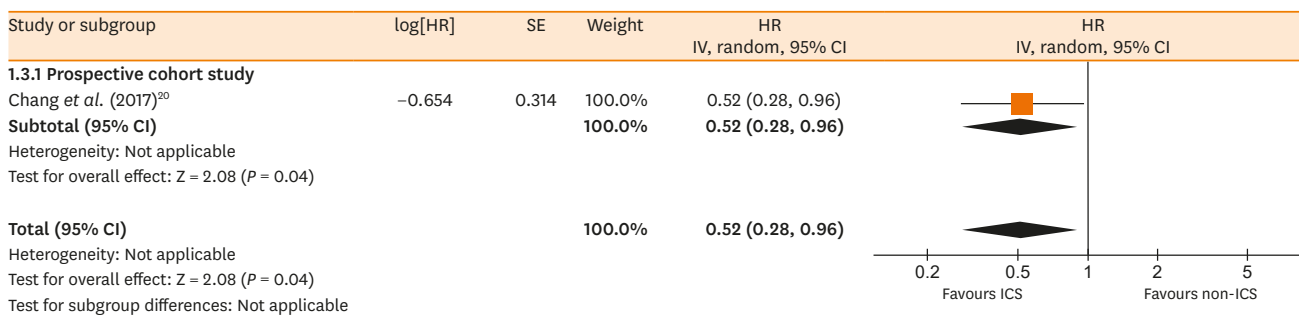 Study or subgroup log[HR] SE Weight HR HR
IV, random, 95% CI IV, random, 95% CI
1.3.1 Prospective cohort study
Chang et al. (2017)20 −0.654 0.314 100.0% 0.52 (0.28, 0.96)
Subtotal (95% CI) 100.0% 0.52 (0.28, 0.96)
Heterogeneity: Not applicable
Test for overall effect: Z = 2.08 (P = 0.04)
Total (95% CI) 100.0% 0.52 (0.28, 0.96)
Heterogeneity: Not applicable
Test for overall effect: Z = 2.08 (P = 0.04)
Test for subgroup differences: Not applicable
0.2 0.5 1 2 5
Favours ICS Favours non-ICS